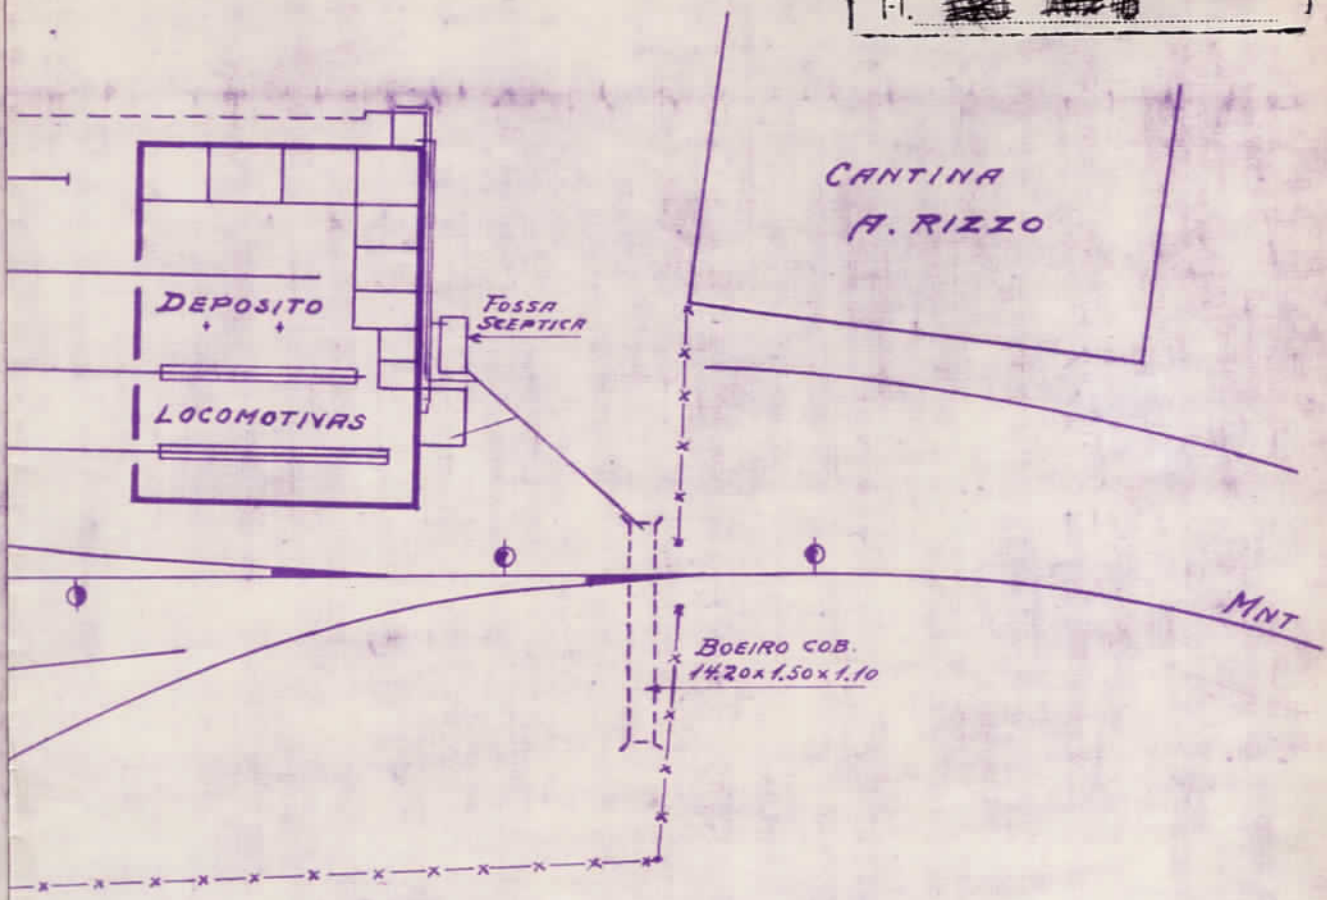 CANTINA
A. RIZZO
DEPOSITO
LOCOMOTIVAS
FOSSA
SCEPTICA
BOEIRO COB.
14.20x1.50x1.10
MNT